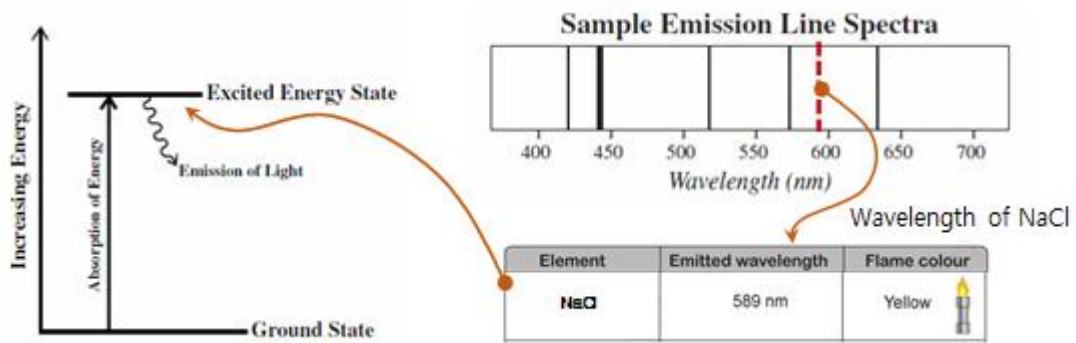 Sample Emission Line Spectra
Excited Energy State
Increasing Energy
Absorption of Energy
Emission of Light
Ground State
400 450 500 550 600 650 700
Wavelength (nm)
Wavelength of NaCl
Element Emitted wavelength Flame colour
NaCl 589 nm Yellow